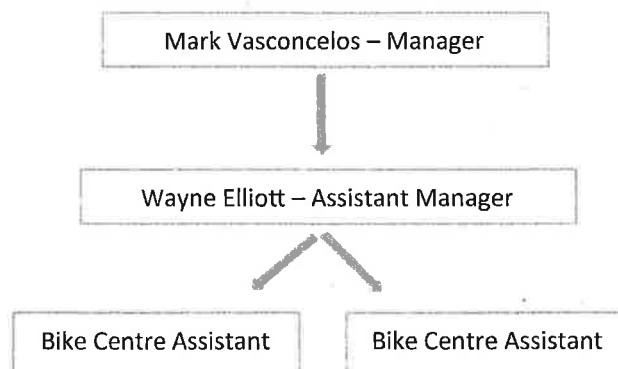 Mark Vasconcelos – Manager
Wayne Elliott – Assistant Manager
Bike Centre Assistant
Bike Centre Assistant